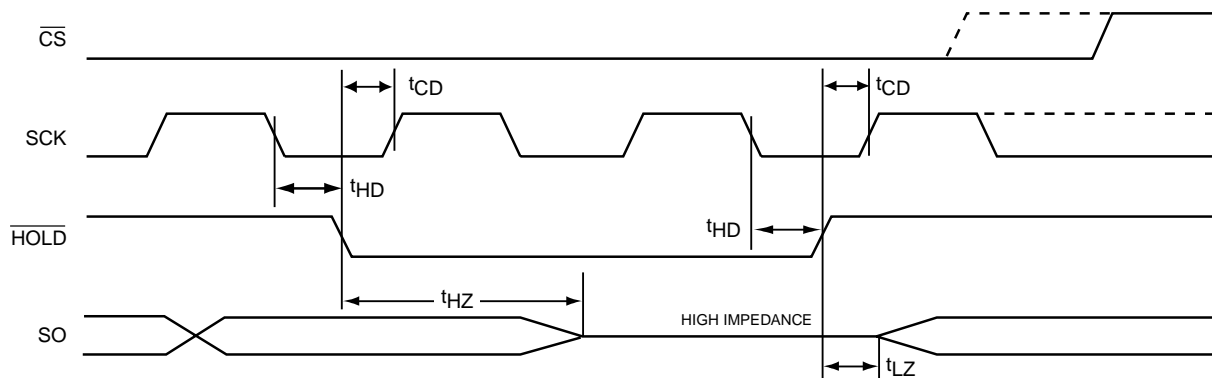 CS
tCD
tCD
SCK
tHD
HOLD
tHD
tHZ
HIGH IMPEDANCE
SO
tLZ